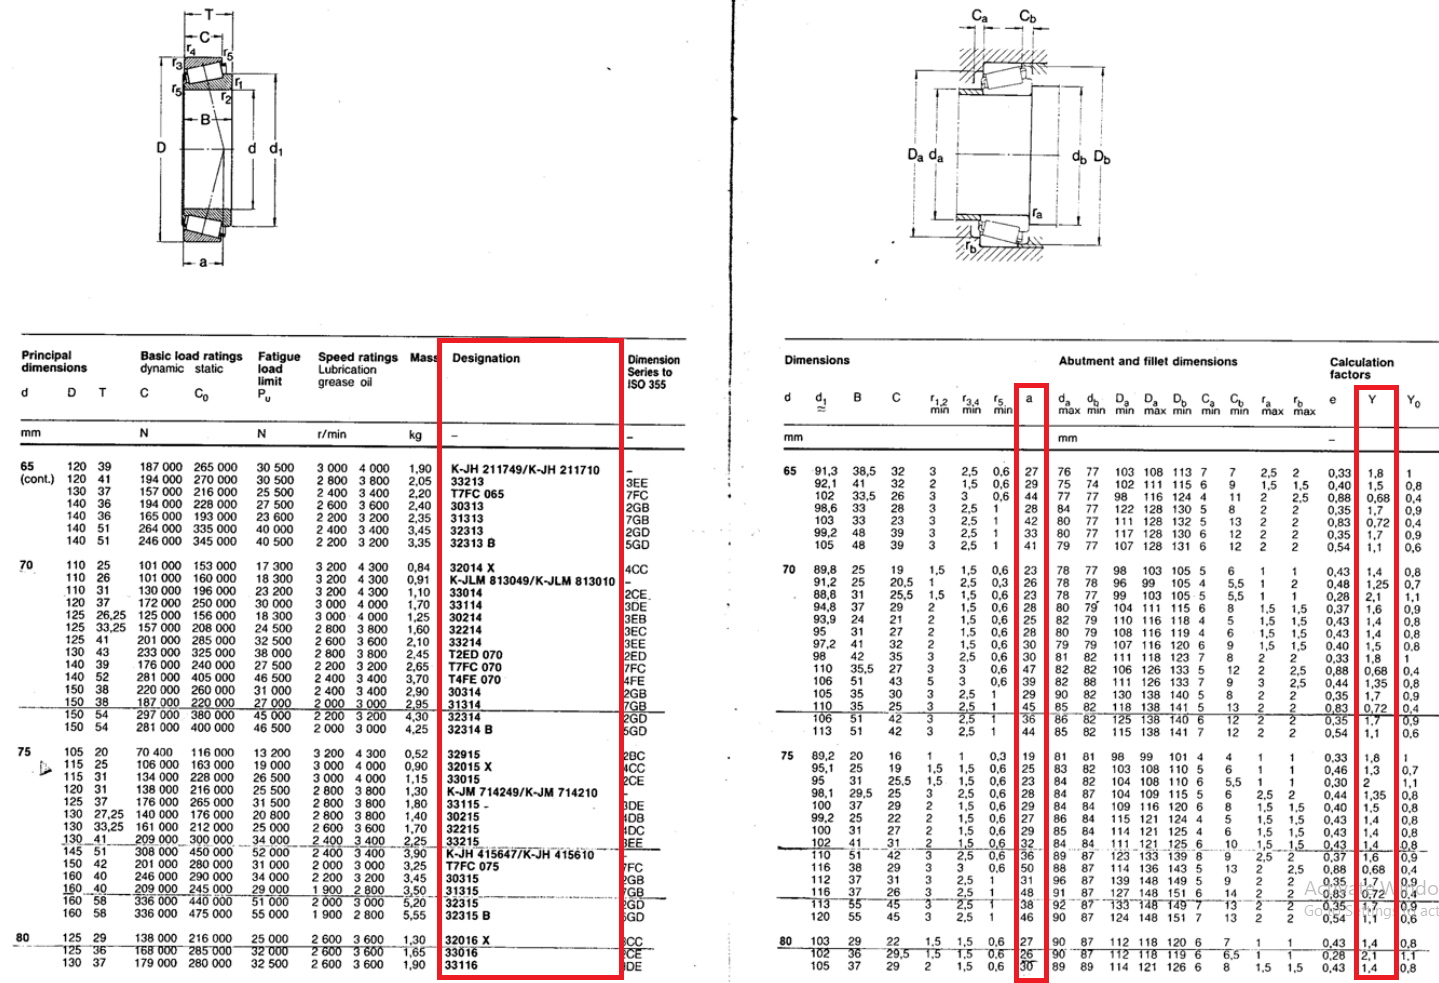 T
C
r4
r5
r3
r1
r5
r2
B
D
d
d1
a
Principal dimensions
Basic load ratings
dynamic static
Fatigue load limit
Speed ratings
Lubrication
grease oil
Mass
Designation
Dimension Series to ISO 355
d D T C C0 Pu
mm N N r/min kg – –
65 120 39 187 000 265 000 30 500 3 000 4 000 1,90 K-JH 211749/K-JH 211710 –
(cont.) 120 41 194 000 270 000 30 500 2 800 3 800 2,05 33213 3EE
130 37 157 000 216 000 25 500 2 400 3 400 2,20 T7FC 065 7FC
140 36 194 000 228 000 27 500 2 600 3 600 2,40 30313 2GB
140 36 165 000 193 000 23 600 2 200 3 200 2,35 31313 7GB
140 51 264 000 335 000 40 000 2 400 3 400 3,45 32313 2GD
140 51 246 000 345 000 40 500 2 200 3 200 3,35 32313 B 5GD
70 110 25 101 000 153 000 17 300 3 200 4 300 0,84 32014 X 4CC
110 26 101 000 160 000 18 300 3 200 4 300 0,91 K-JLM 813049/K-JLM 813010 –
110 31 130 000 196 000 23 200 3 200 4 300 1,10 33014 2CE
120 37 172 000 250 000 30 000 3 000 4 000 1,70 33114 3DE
125 26,25 125 000 156 000 18 300 3 000 4 000 1,25 30214 3EB
125 33,25 157 000 208 000 24 500 2 800 3 800 1,60 32214 3EC
125 41 201 000 285 000 32 500 2 600 3 600 2,10 33214 3EE
130 43 233 000 325 000 38 000 2 800 3 800 2,45 T2ED 070 2ED
140 39 176 000 240 000 27 500 2 200 3 200 2,65 T7FC 070 7FC
140 52 281 000 405 000 46 500 2 400 3 400 3,70 T4FE 070 4FE
150 38 220 000 260 000 31 000 2 400 3 400 2,90 30314 2GB
150 38 187 000 220 000 27 000 2 000 3 000 2,95 31314 7GB
150 54 297 000 380 000 45 000 2 200 3 200 4,30 32314 2GD
150 54 281 000 400 000 46 500 2 000 3 000 4,25 32314 B 5GD
75 105 20 70 400 116 000 13 200 3 200 4 300 0,52 32915 2BC
115 25 106 000 163 000 19 000 3 000 4 000 0,90 32015 X 4CC
115 31 134 000 228 000 26 500 3 000 4 000 1,15 33015 2CE
120 31 138 000 216 000 25 500 2 800 3 800 1,30 K-JM 714249/K-JM 714210 –
125 37 176 000 265 000 31 500 2 800 3 800 1,80 33115 3DE
130 27,25 140 000 176 000 20 800 2 800 3 800 1,40 30215 4DB
130 33,25 161 000 212 000 25 000 2 600 3 600 1,70 32215 4DC
130 41 209 000 300 000 34 000 2 400 3 400 2,25 33215 3EE
145 51 308 000 450 000 52 000 2 400 3 400 3,90 K-JH 415647/K-JH 415610 –
150 42 201 000 280 000 31 000 2 000 3 000 3,25 T7FC 075 7FC
160 40 246 000 290 000 34 000 2 200 3 200 3,45 30315 2GB
160 40 209 000 245 000 29 000 1 900 2 800 3,50 31315 7GB
160 58 336 000 440 000 51 000 2 000 3 000 5,20 32315 2GD
160 58 336 000 475 000 55 000 1 900 2 800 5,55 32315 B 5GD
80 125 29 138 000 216 000 25 000 2 600 3 600 1,30 32016 X 3CC
125 36 168 000 285 000 32 000 2 600 3 600 1,65 33016 2CE
130 37 179 000 280 000 32 500 2 600 3 600 1,90 33116 3DE
Ca Cb
Da da
db Db
ra
rb
Dimensions
Abutment and fillet dimensions
Calculation factors
d d1 ≈ B C r1,2 min r3,4 min r5 min a da max db min Da min Da max Db min Ca min Cb min ra max rb max e Y Y0
mm mm –
65 91,3 38,5 32 3 2,5 0,6 27 76 77 103 108 113 7 7 2,5 2 0,33 1,8 1
92,1 41 32 2 1,5 0,6 29 75 74 102 111 115 6 9 1,5 1,5 0,40 1,5 0,8
102 33,5 26 3 3 0,6 44 77 77 98 116 124 4 11 2 2,5 0,88 0,68 0,4
98,6 33 28 3 2,5 1 28 84 77 122 128 130 5 8 2 2 0,35 1,7 0,9
103 33 23 3 2,5 1 42 80 77 111 128 132 5 13 2 2 0,83 0,72 0,4
99,2 48 39 3 2,5 1 33 80 77 117 128 130 6 12 2 2 0,35 1,7 0,9
105 48 39 3 2,5 1 41 79 77 107 128 131 6 12 2 2 0,54 1,1 0,6
70 89,8 25 19 1,5 1,5 0,6 23 78 77 98 103 105 5 6 1 1 0,43 1,4 0,8
91,2 25 20,5 1 2,5 0,3 26 78 78 96 99 105 4 5,5 1 2 0,48 1,25 0,7
88,8 31 25,5 1,5 1,5 0,6 23 78 77 99 103 105 5 5,5 1 1 0,28 2,1 1,1
94,8 37 29 2 1,5 0,6 28 80 79 104 111 115 6 8 1,5 1,5 0,37 1,6 0,9
93,9 24 21 2 1,5 0,6 25 82 79 110 116 118 4 5 1,5 1,5 0,43 1,4 0,8
95 31 27 2 1,5 0,6 28 80 79 108 116 119 4 6 1,5 1,5 0,43 1,4 0,8
97,2 41 32 2 1,5 0,6 30 79 79 107 116 120 6 9 1,5 1,5 0,40 1,5 0,8
98 42 35 3 2,5 0,6 30 81 82 111 118 123 7 8 2 2 0,33 1,8 1
110 35,5 27 3 3 0,6 47 82 82 106 126 133 5 12 2 2,5 0,88 0,68 0,4
106 51 43 5 3 0,6 39 82 88 111 126 133 7 9 3 2,5 0,44 1,35 0,8
105 35 30 3 2,5 1 29 90 82 130 138 140 5 8 2 2 0,35 1,7 0,9
110 35 25 3 2,5 1 45 85 82 118 138 141 5 13 2 2 0,83 0,72 0,4
106 51 42 3 2,5 1 36 86 82 125 138 140 6 12 2 2 0,35 1,7 0,9
113 51 42 3 2,5 1 44 85 82 115 138 141 7 12 2 2 0,54 1,1 0,6
75 89,2 20 16 1 1 0,3 19 81 81 98 99 101 4 4 1 1 0,33 1,8 1
95,1 25 19 1,5 1,5 0,6 25 83 82 103 108 110 5 6 1 1 0,46 1,3 0,7
95 31 25,5 1,5 1,5 0,6 23 84 82 104 108 110 6 5,5 1 1 0,30 2 1,1
98,1 29,5 25 3 2,5 0,6 28 84 87 104 109 115 5 6 2,5 2 0,44 1,35 0,8
100 37 29 2 1,5 0,6 29 84 84 109 116 120 6 8 1,5 1,5 0,40 1,5 0,8
99,2 25 22 2 1,5 0,6 27 86 84 115 121 124 4 5 1,5 1,5 0,43 1,4 0,8
100 31 27 2 1,5 0,6 29 85 84 114 121 125 4 6 1,5 1,5 0,43 1,4 0,8
102 41 31 2 1,5 0,6 32 84 84 111 121 125 6 10 1,5 1,5 0,43 1,4 0,8
110 51 42 3 2,5 0,6 36 89 87 123 133 139 8 9 2,5 2 0,37 1,6 0,9
116 38 29 3 3 0,6 50 88 87 114 136 143 5 13 2 2,5 0,88 0,68 0,4
112 37 31 3 2,5 1 31 96 87 139 148 149 5 9 2 2 0,35 1,7 0,9
116 37 26 3 2,5 1 48 91 87 127 148 151 6 14 2 2 0,83 0,72 0,4
113 55 45 3 2,5 1 38 92 87 133 148 149 7 13 2 2 0,35 1,7 0,9
120 55 45 3 2,5 1 46 90 87 124 148 151 7 13 2 2 0,54 1,1 0,6
80 103 29 22 1,5 1,5 0,6 27 90 87 112 118 120 6 7 1 1 0,43 1,4 0,8
102 36 29,5 1,5 1,5 0,6 26 90 87 112 118 119 6 6,5 1 1 0,28 2,1 1,1
105 37 29 2 1,5 0,6 30 89 89 114 121 126 6 8 1,5 1,5 0,43 1,4 0,8
Activate Windo
Go to Settings to act